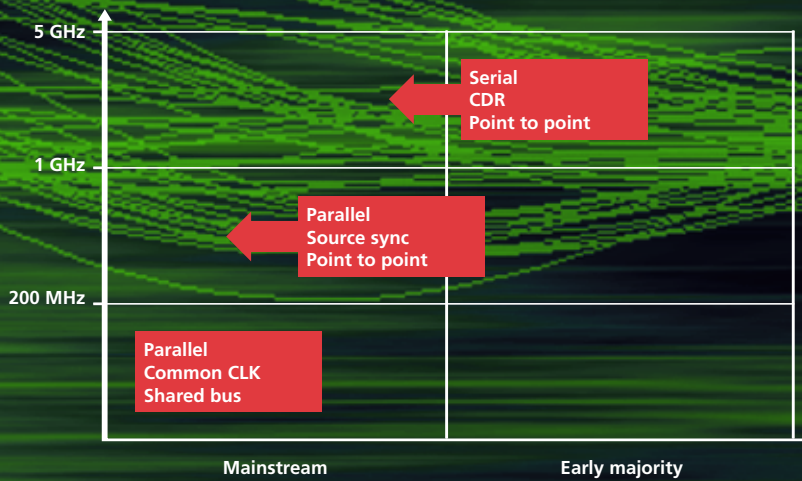 5 GHz
Serial
CDR
Point to point
1 GHz
Parallel
Source sync
Point to point
200 MHz
Parallel
Common CLK
Shared bus
Mainstream
Early majority